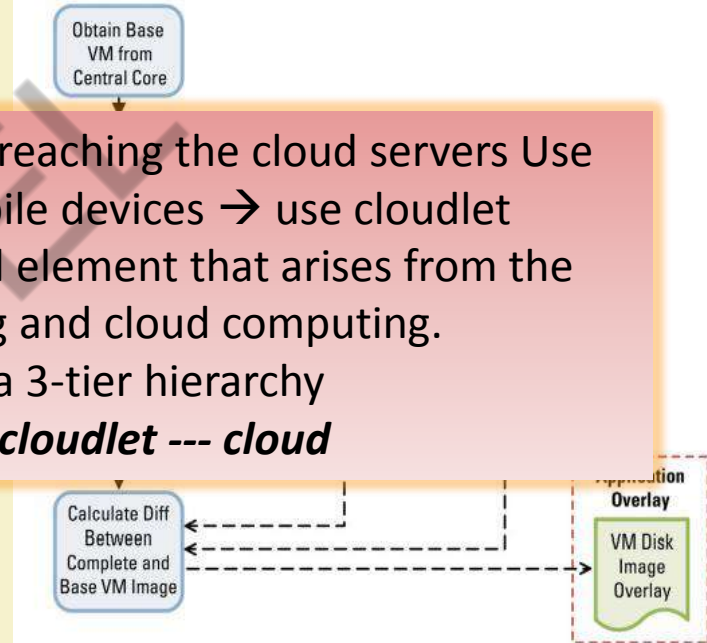 Obtain Base
VM from
Central Core
reaching the cloud servers Use
bile devices → use cloudlet
l element that arises from the
g and cloud computing.
a 3-tier hierarchy
cloudlet --- cloud
Application
Overlay
Calculate Diff
Between
Complete and
Base VM Image
VM Disk
Image
Overlay